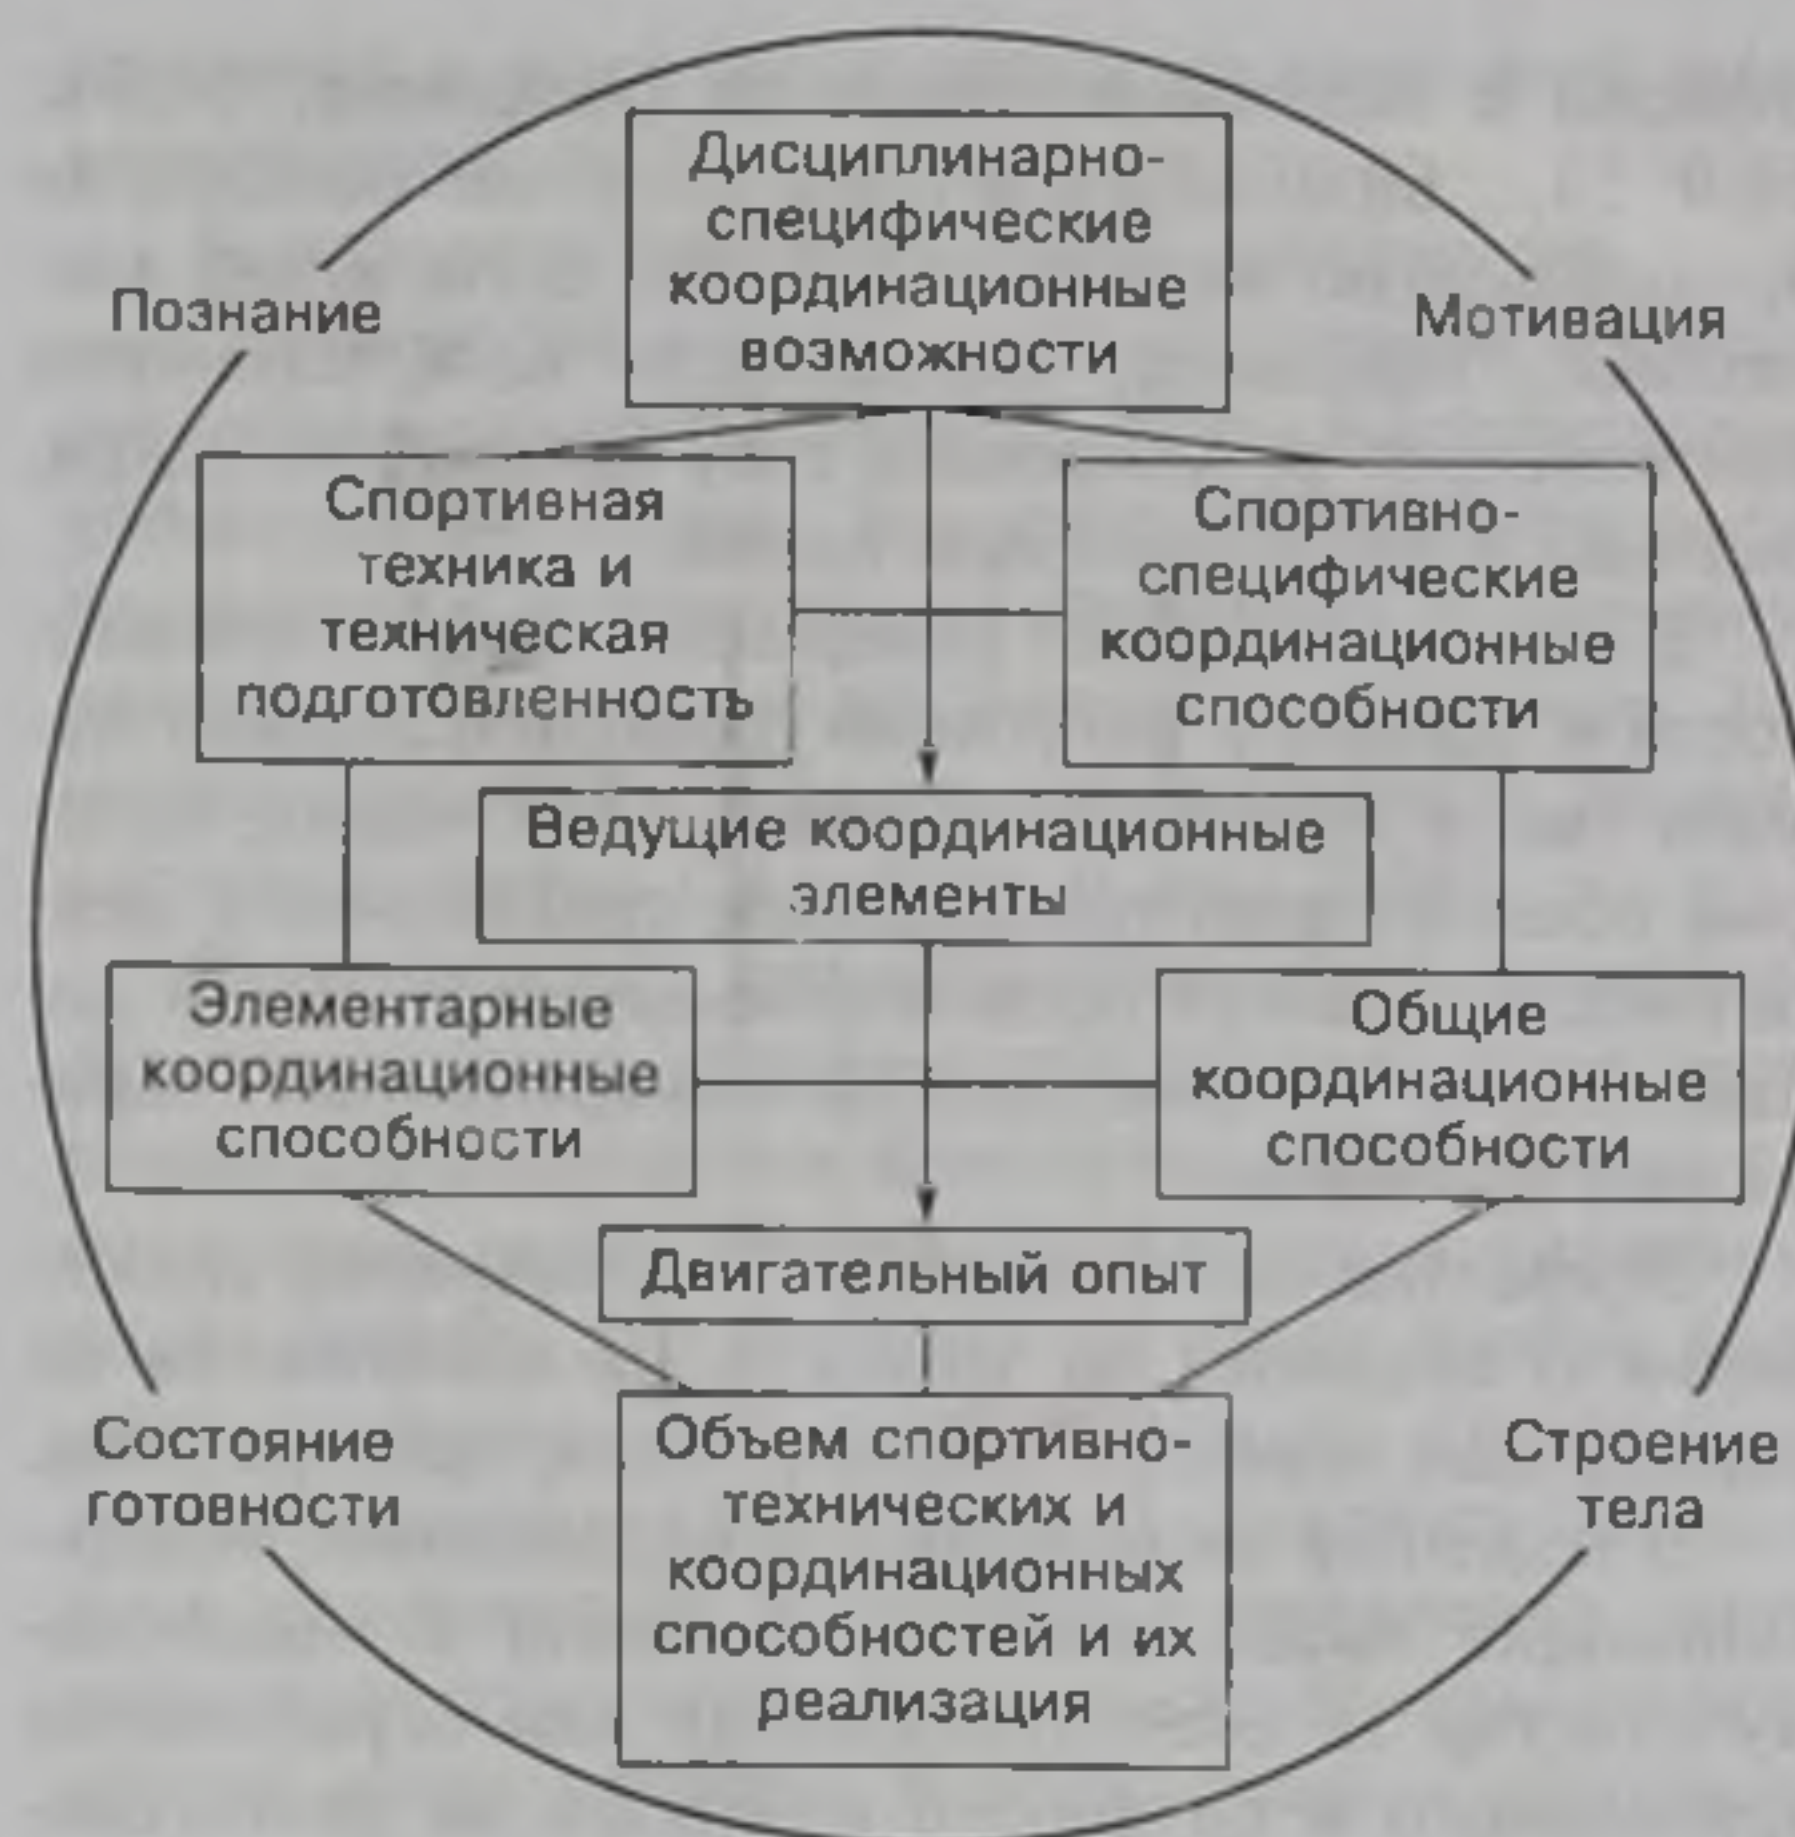 Дисциплинарно-
специфические
координационные
возможности
Познание
Мотивация
Спортивная
техника и
техническая
подготовленность
Спортивно-
специфические
координационные
способности
Ведущие координационные
элементы
Элементарные
координационные
способности
Общие
координационные
способности
Двигательный опыт
Состояние
готовности
Объем спортивно-
технических и
координационных
способностей и их
реализация
Строение
тела